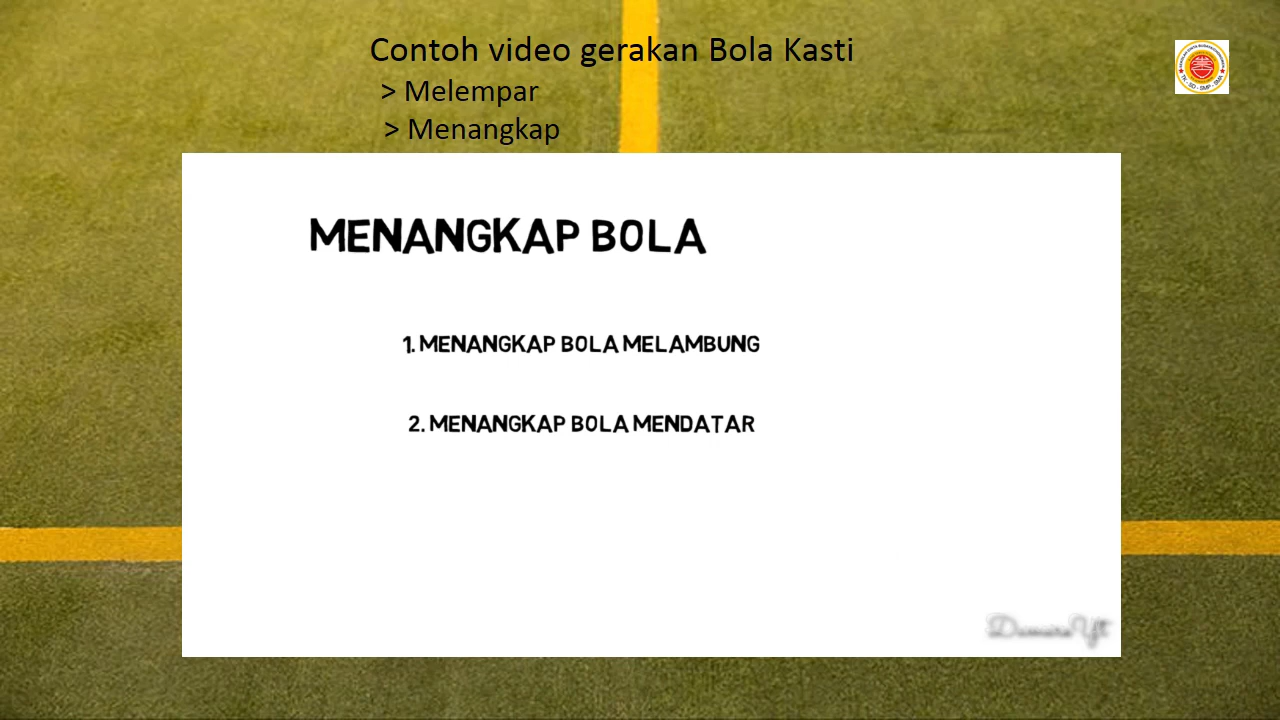 Contoh video gerakan Bola Kasti
> Melempar
> Menangkap
MENANGKAP BOLA
1. MENANGKAP BOLA MELAMBUNG
2. MENANGKAP BOLA MENDATAR